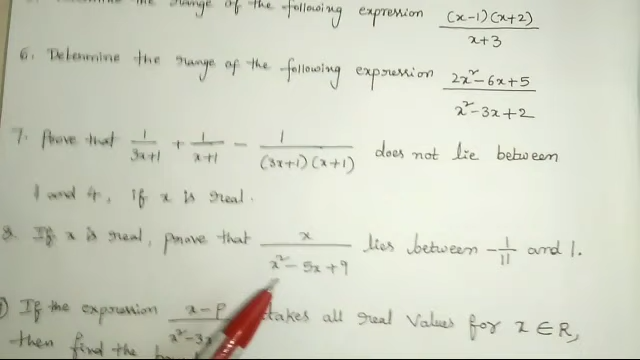 the range of the following expression (x-1)(x+2) / x+3
6. Determine the range of the following expression 2x²-6x+5 / x²-3x+2
7. Prove that 1/3x+1 + 1/x+1 - 1/(3x+1)(x+1) does not lie between
1 and 4, if x is real.
8. If x is real, prove that x / x²-5x+9 lies between -1/11 and 1.
If the expression x-p / x²-3x takes all real values for x ∈ R,
then find the